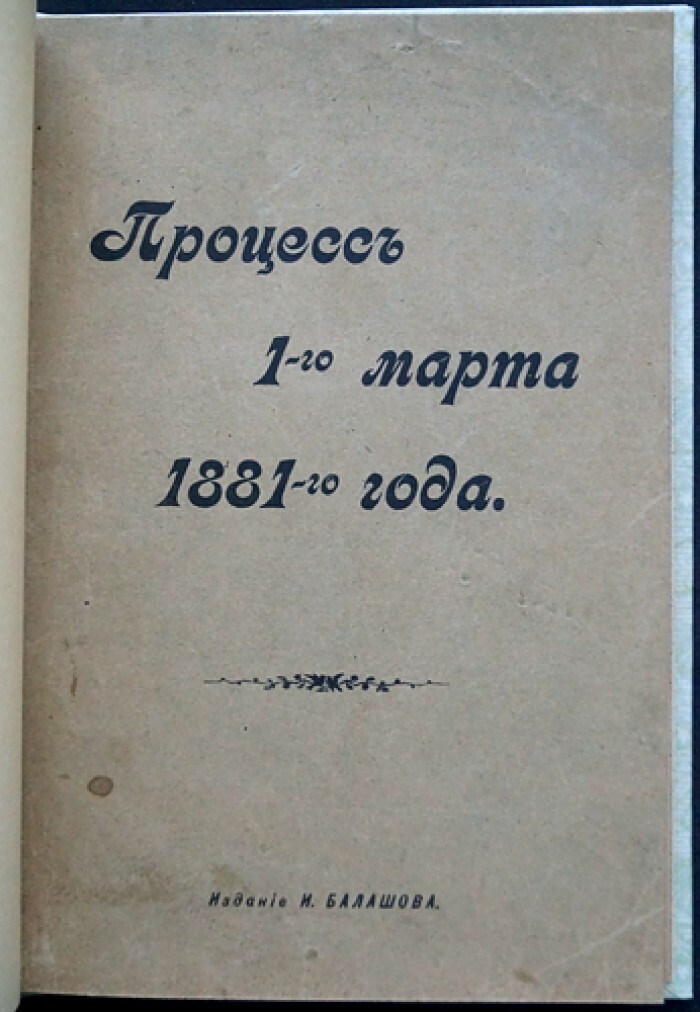 Процессъ
1-го марта
1881-го года.
Изданіе И. БАЛАШОВА.